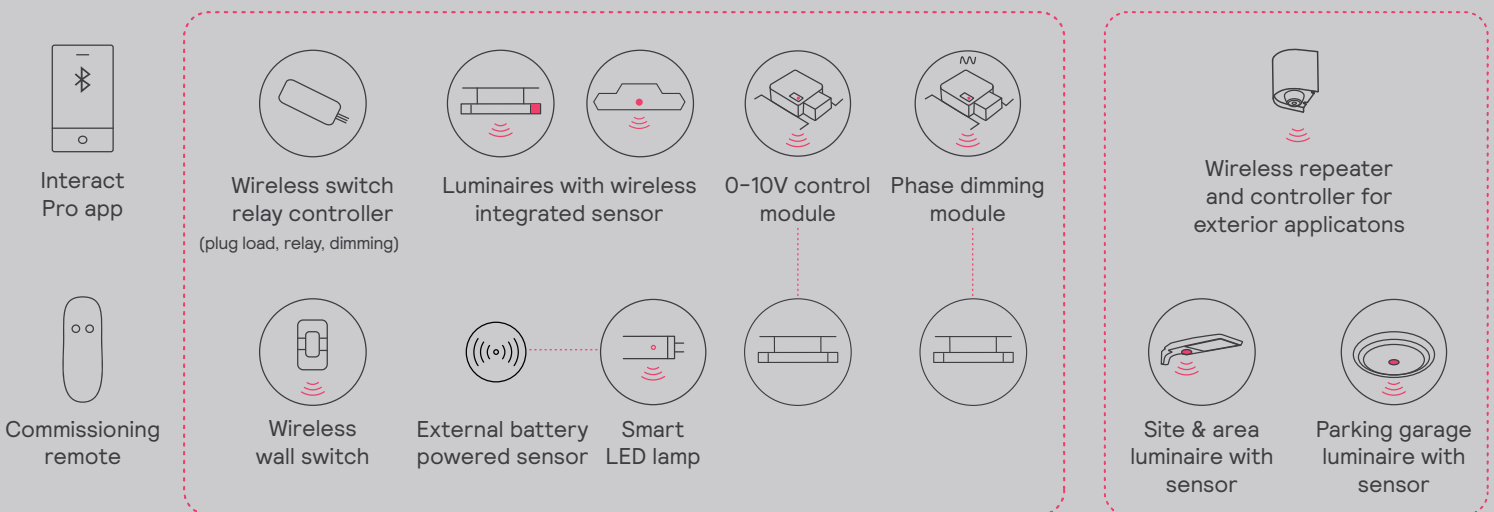 Interact
Pro app
Wireless switch
relay controller
(plug load, relay, dimming)
Luminaires with wireless
integrated sensor
0-10V control
module
Phase dimming
module
Wireless repeater
and controller for
exterior applicatons
Commissioning
remote
Wireless
wall switch
External battery
powered sensor
Smart
LED lamp
Site & area
luminaire with
sensor
Parking garage
luminaire with
sensor